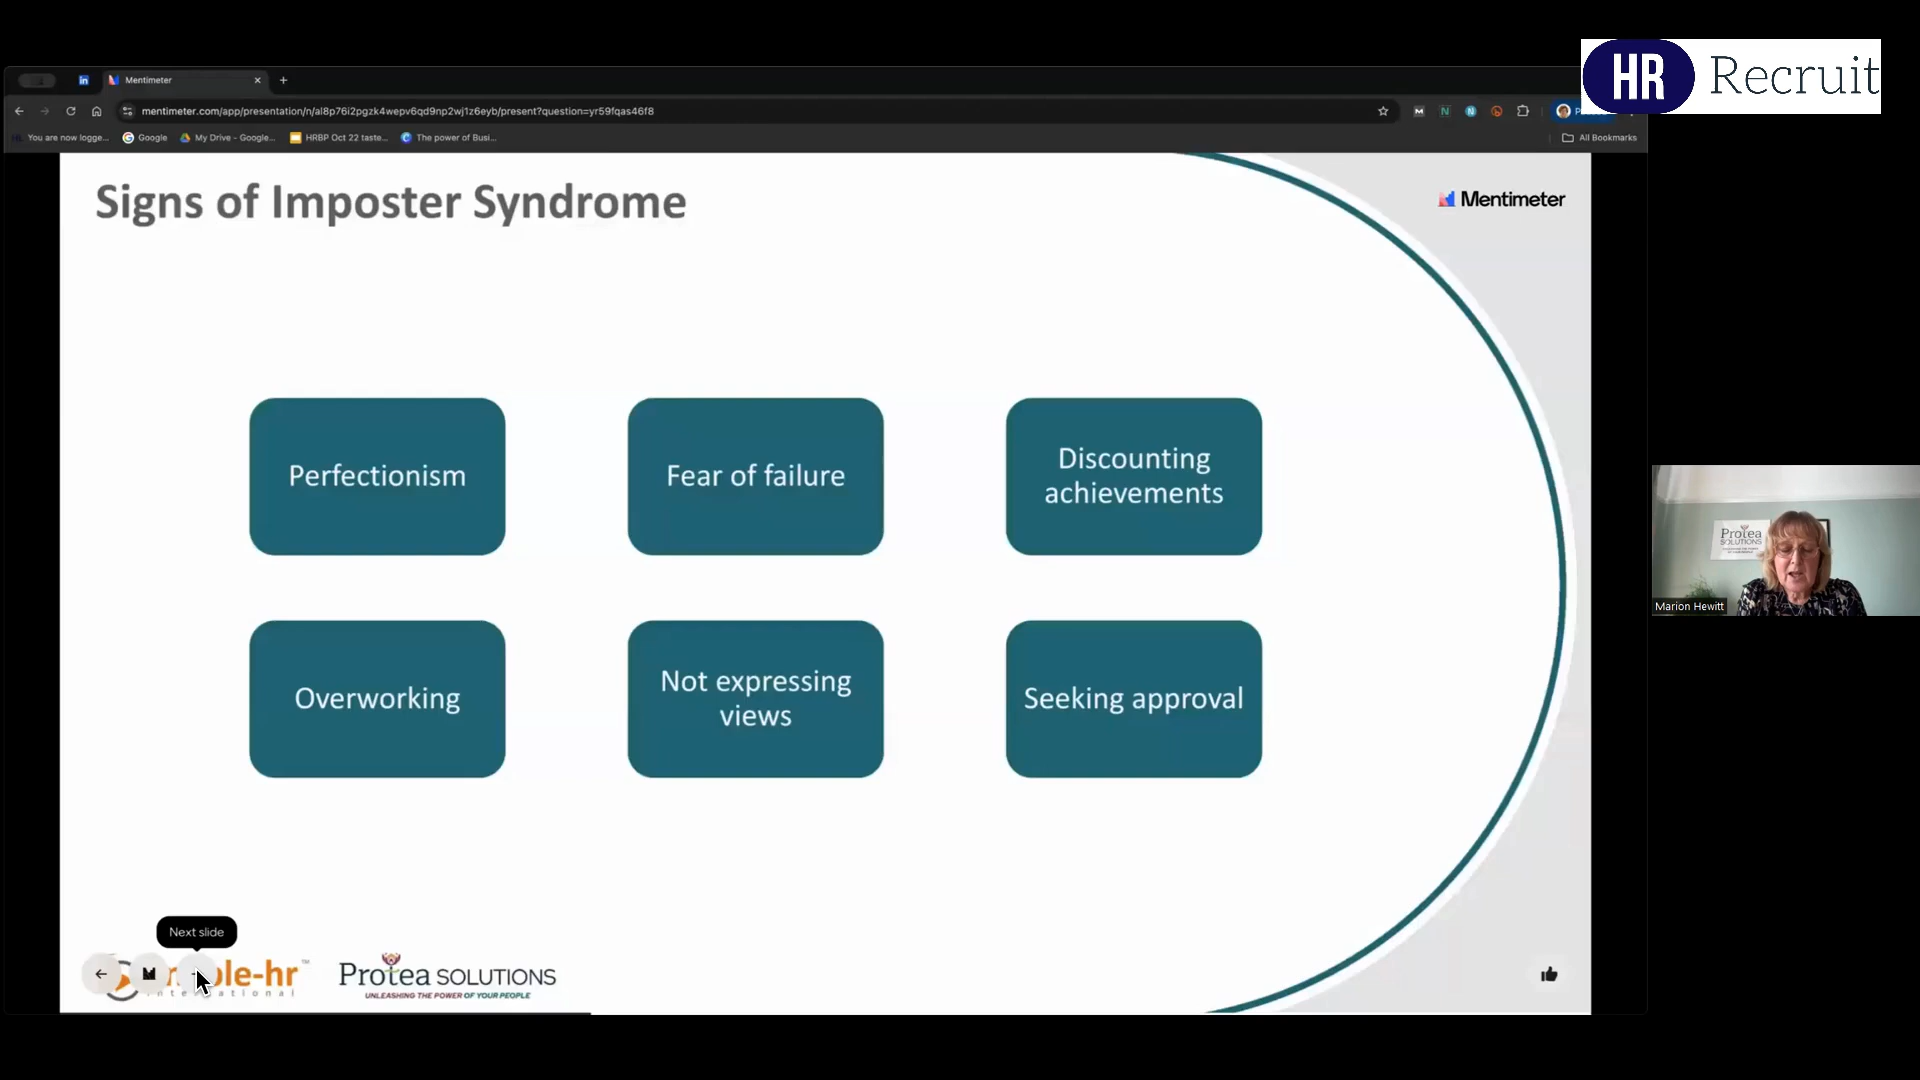 HR Recruit
Mentimeter
mentimeter.com/app/presentation/n/al8p76i2pgzk4wepv6qd9np2wj1z6eyb/present?question=yr59fqas46f8
You are now logge...
Google
My Drive - Google...
HRBP Oct 22 taste...
The power of Busi...
All Bookmarks
Signs of Imposter Syndrome
Mentimeter
Perfectionism
Fear of failure
Discounting
achievements
Overworking
Not expressing
views
Seeking approval
Protea
SOLUTIONS
Marion Hewitt
Next slide
ple-hr
Protea SOLUTIONS
UNLEASHING THE POWER OF YOUR PEOPLE